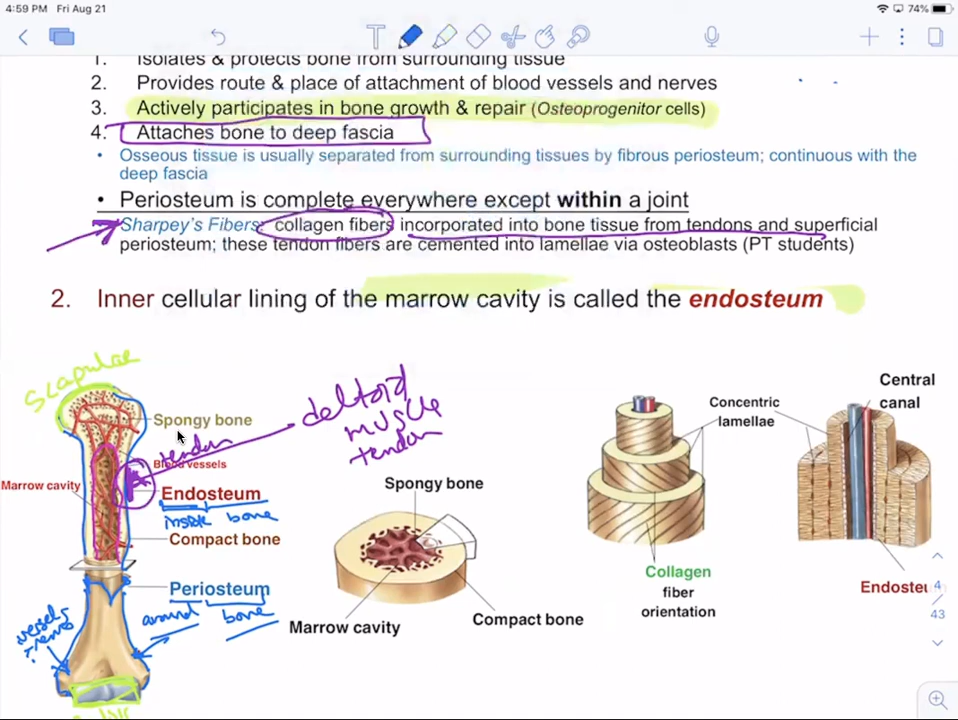 4:59 PM Fri Aug 21
74%
1. Isolates & protects bone from surrounding tissue
2. Provides route & place of attachment of blood vessels and nerves
3. Actively participates in bone growth & repair (Osteoprogenitor cells)
4. Attaches bone to deep fascia
• Osseous tissue is usually separated from surrounding tissues by fibrous periosteum; continuous with the
deep fascia
• Periosteum is complete everywhere except within a joint
Sharpey's Fibers: collagen fibers incorporated into bone tissue from tendons and superficial
periosteum; these tendon fibers are cemented into lamellae via osteoblasts (PT students)
2. Inner cellular lining of the marrow cavity is called the endosteum
scapular
Spongy bone
tendon
Blood vessels
Marrow cavity
Endosteum
inside bone
Compact bone
Periosteum
around bone
vessels
nerves
deltoid
muscle
tendon
Spongy bone
Marrow cavity
Compact bone
Concentric
lamellae
Collagen
fiber
orientation
Central
canal
Endosteu
4
43